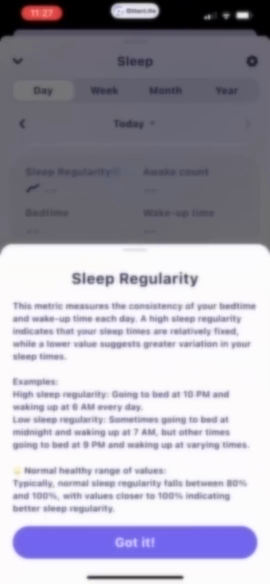 11:27
Sleep
Day Week Month Year
Today
Sleep Regularity Awake count
Bedtime Wake-up time
Sleep Regularity
This metric measures the consistency of your bedtime
and wake-up time each day. A high sleep regularity
indicates that your sleep times are relatively fixed,
while a lower value suggests greater variation in your
sleep times.
Examples:
High sleep regularity: Going to bed at 10 PM and
waking up at 6 AM every day.
Low sleep regularity: Sometimes going to bed at
midnight and waking up at 7 AM, but other times
going to bed at 9 PM and waking up at varying times.
Normal healthy range of values:
Typically, normal sleep regularity falls between 80%
and 100%, with values closer to 100% indicating
better sleep regularity.
Got it!